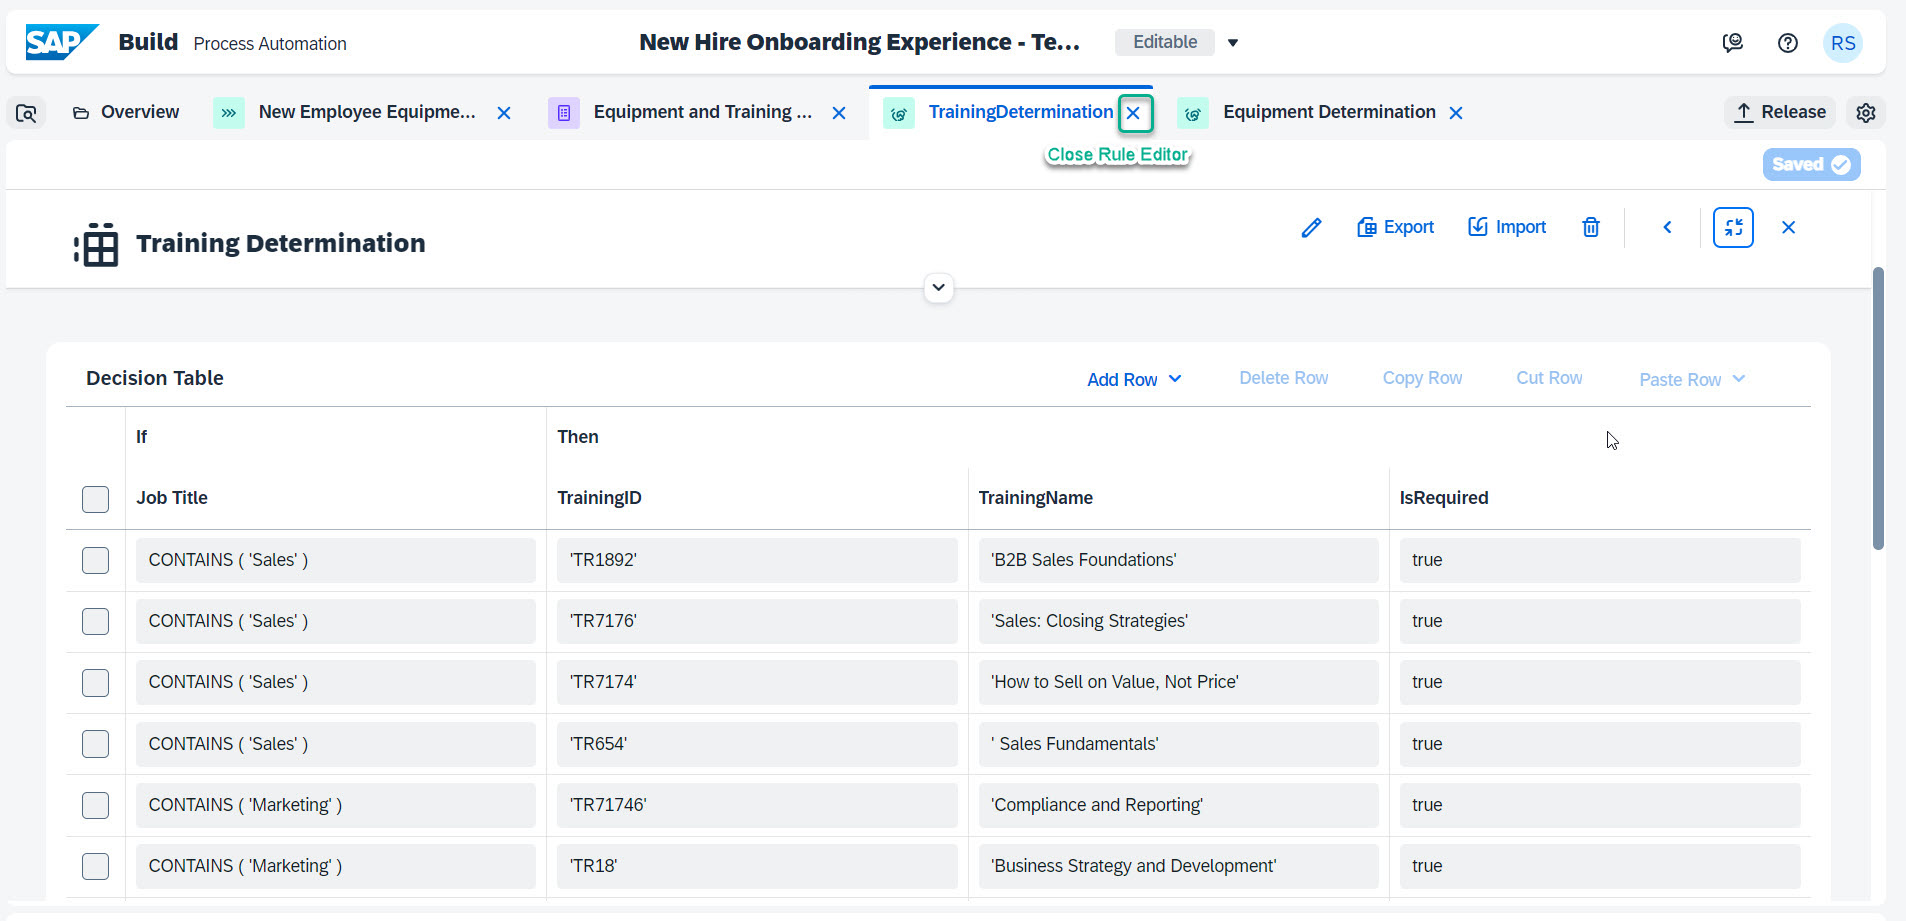 SAP Build Process Automation New Hire Onboarding Experience - Te... Editable RS
Overview New Employee Equipme... Equipment and Training ... TrainingDetermination Equipment Determination Release
Close Rule Editor
Saved
Training Determination Export Import
Decision Table Add Row Delete Row Copy Row Cut Row Paste Row
If Then
Job Title TrainingID TrainingName IsRequired
CONTAINS ( 'Sales' ) 'TR1892' 'B2B Sales Foundations' true
CONTAINS ( 'Sales' ) 'TR7176' 'Sales: Closing Strategies' true
CONTAINS ( 'Sales' ) 'TR7174' 'How to Sell on Value, Not Price' true
CONTAINS ( 'Sales' ) 'TR654' ' Sales Fundamentals' true
CONTAINS ( 'Marketing' ) 'TR71746' 'Compliance and Reporting' true
CONTAINS ( 'Marketing' ) 'TR18' 'Business Strategy and Development' true